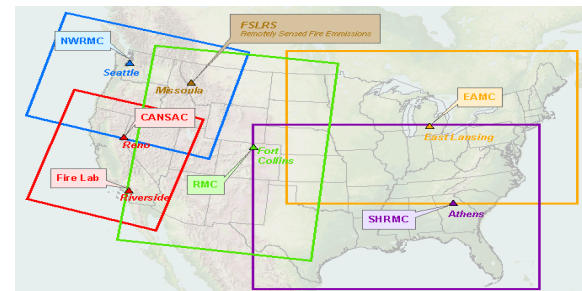 FSLRS
Remotely Sensed Fire Emmissions
NWRMC
Seattle
Missoula
EAMC
East Lansing
CANSAC
Reno
Fort
Collins
Fire Lab
RMC
Riverside
SHRMC
Athens